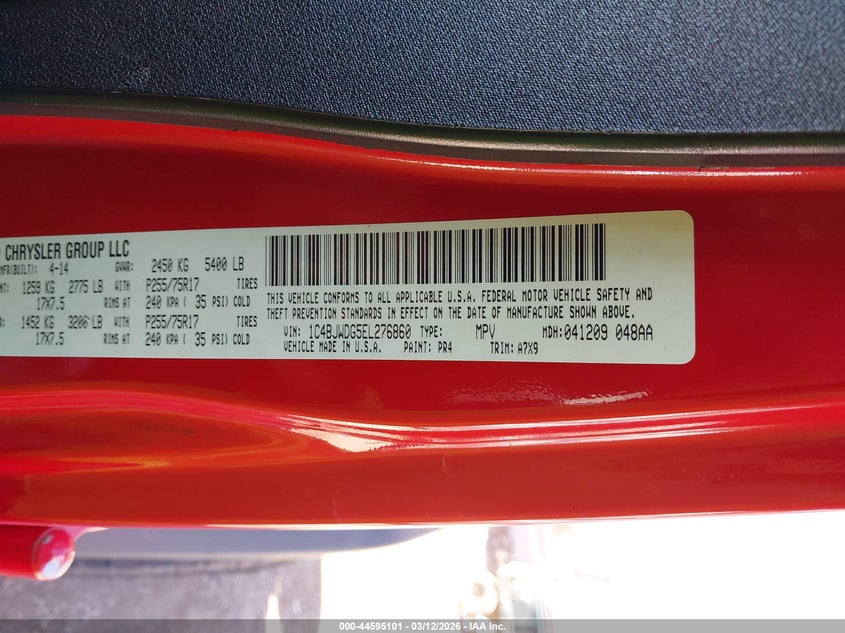 CHRYSLER GROUP LLC
MFR(BUILT): 4-14 GVWR: 2450 KG 5400 LB
1259 KG 2775 LB WITH P255/75R17 TIRES
17X7.5 RIMS AT 240 KPA ( 35 PSI) COLD
1452 KG 3206 LB WITH P255/75R17 TIRES
17X7.5 RIMS AT 240 KPA ( 35 PSI) COLD
THIS VEHICLE CONFORMS TO ALL APPLICABLE U.S.A. FEDERAL MOTOR VEHICLE SAFETY AND
THEFT PREVENTION STANDARDS IN EFFECT ON THE DATE OF MANUFACTURE SHOWN ABOVE.
VIN: 1C4BJWDG5EL276860 TYPE: MPV MDH: 041209 048AA
VEHICLE MADE IN U.S.A. PAINT: PR4 TRIM: A7X9
000-44595101 | 03/12/2026 | IAA Inc.